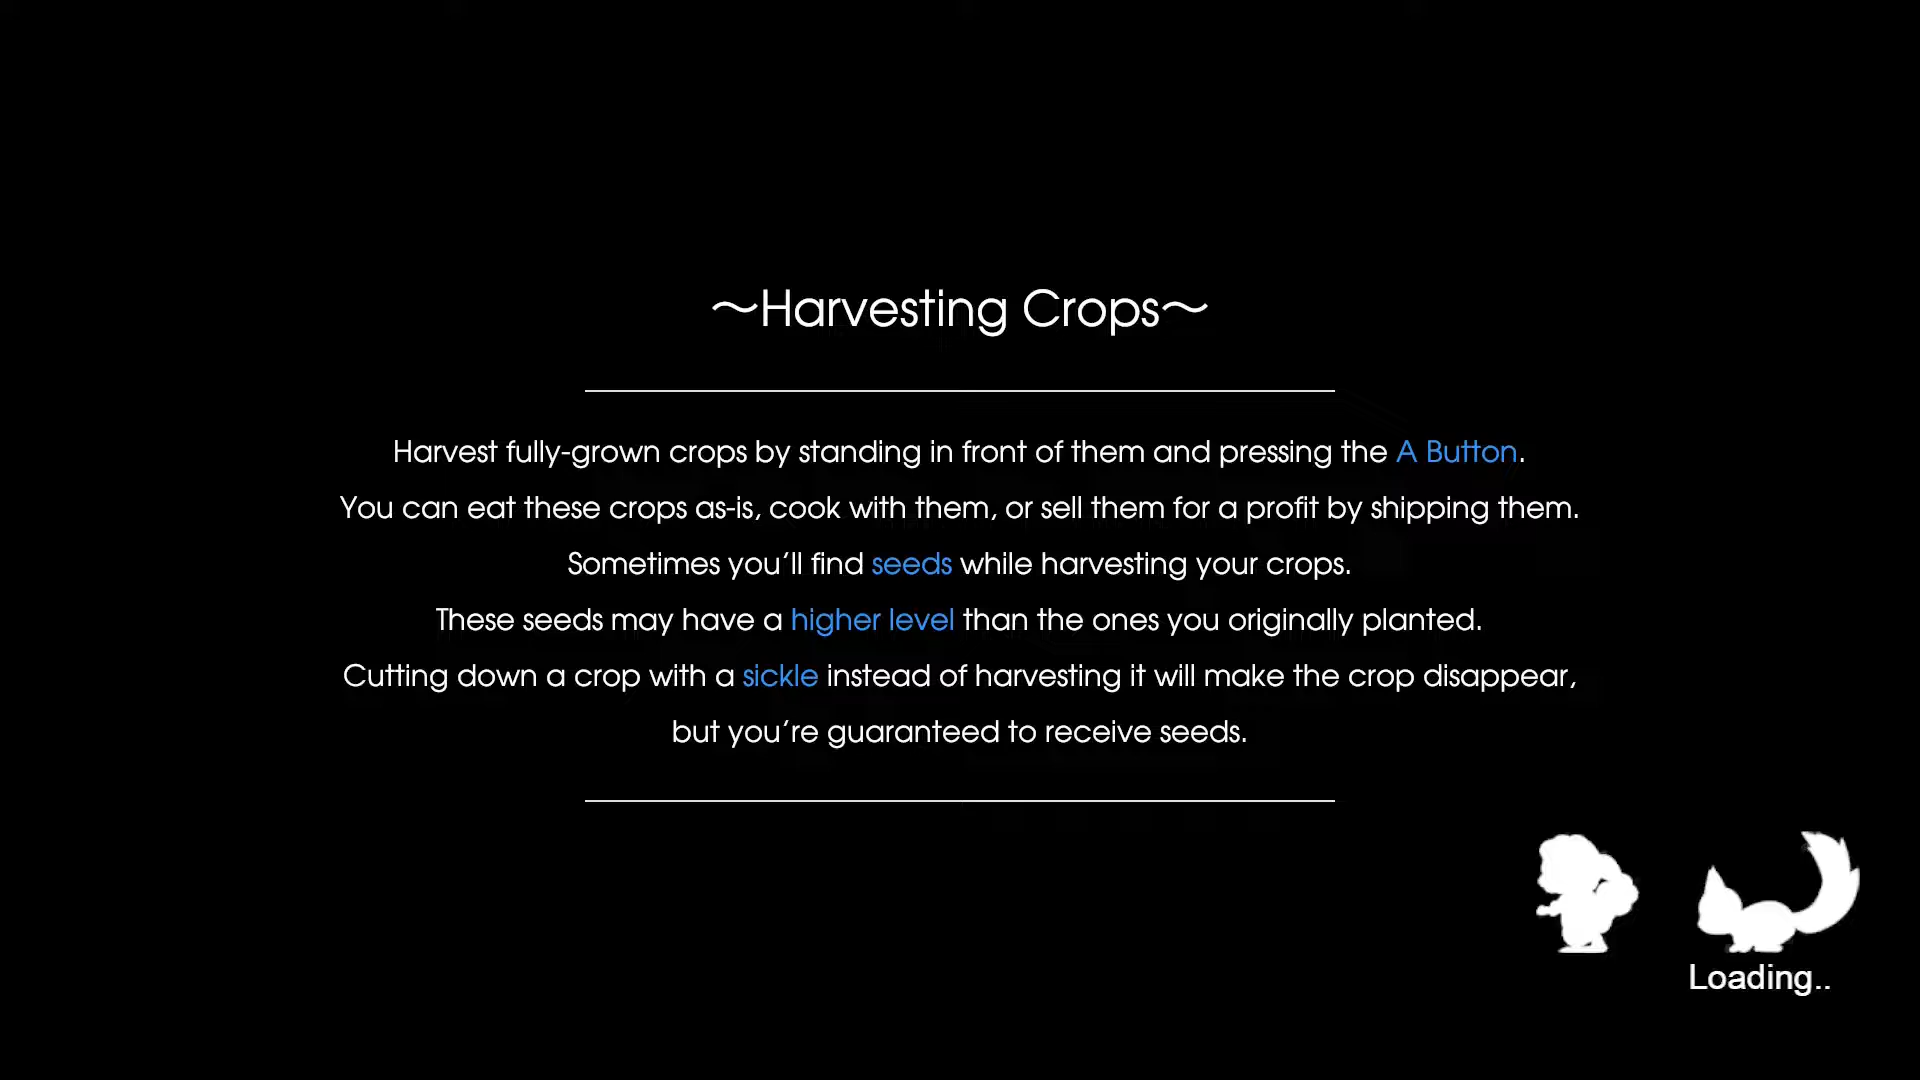 ～Harvesting Crops～
Harvest fully-grown crops by standing in front of them and pressing the A Button.
You can eat these crops as-is, cook with them, or sell them for a profit by shipping them.
Sometimes you’ll find seeds while harvesting your crops.
These seeds may have a higher level than the ones you originally planted.
Cutting down a crop with a sickle instead of harvesting it will make the crop disappear,
but you’re guaranteed to receive seeds.
Loading..